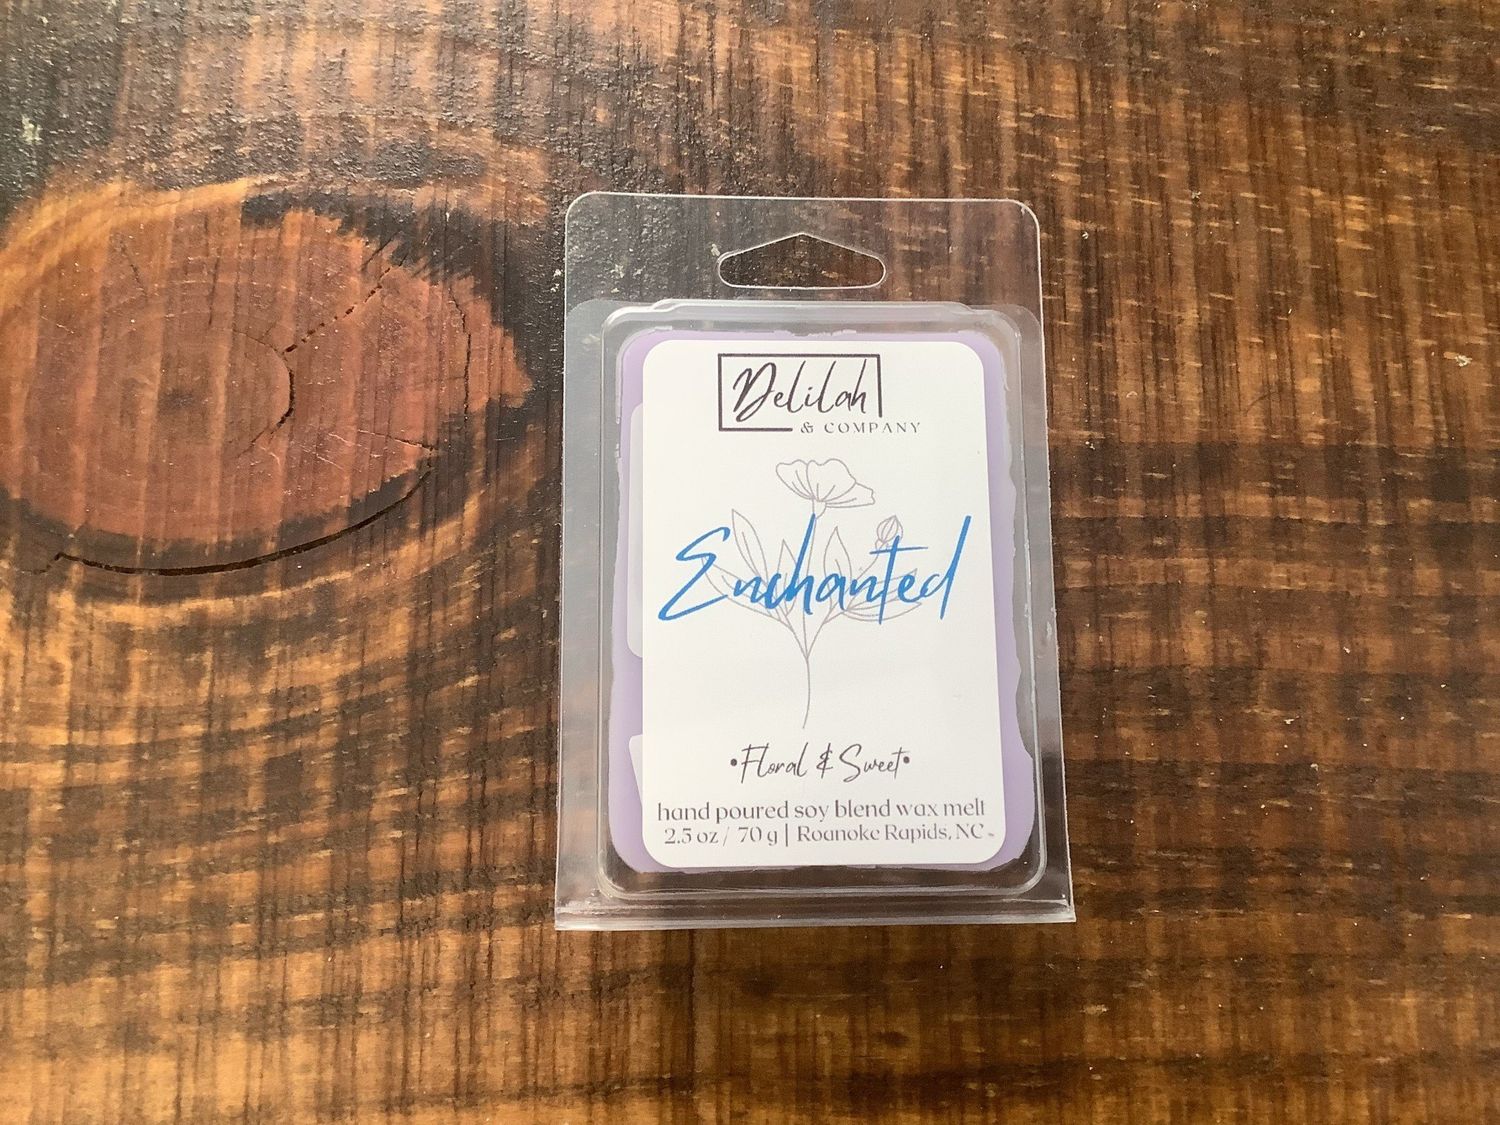 Delilah
& COMPANY
Enchanted
•Floral & Sweet•
hand poured soy blend wax melt
2.5 oz / 70 g | Roanoke Rapids, NC